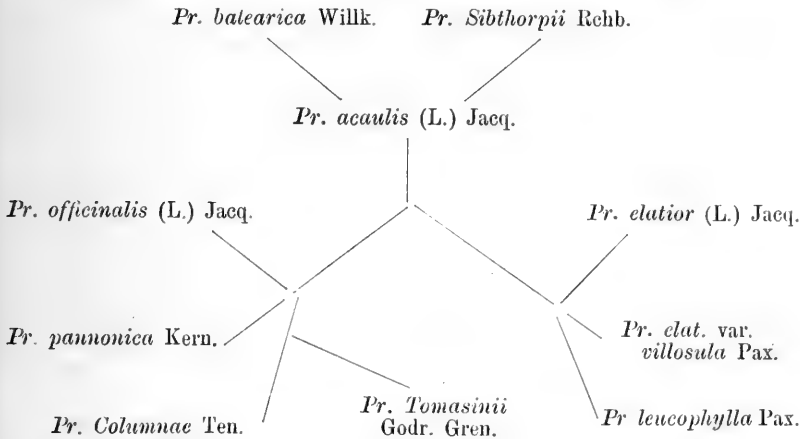 Pr. balearica Willk.
Pr. Sibthorpii Rchb.
Pr. acaulis (L.) Jacq.
Pr. officinalis (L.) Jacq.
Pr. elatior (L.) Jacq.
Pr. pannonica Kern.
Pr. elat. var.
villosula Pax.
Pr. Columnae Ten.
Pr. Tomasinii
Godr. Gren.
Pr leucophylla Pax.